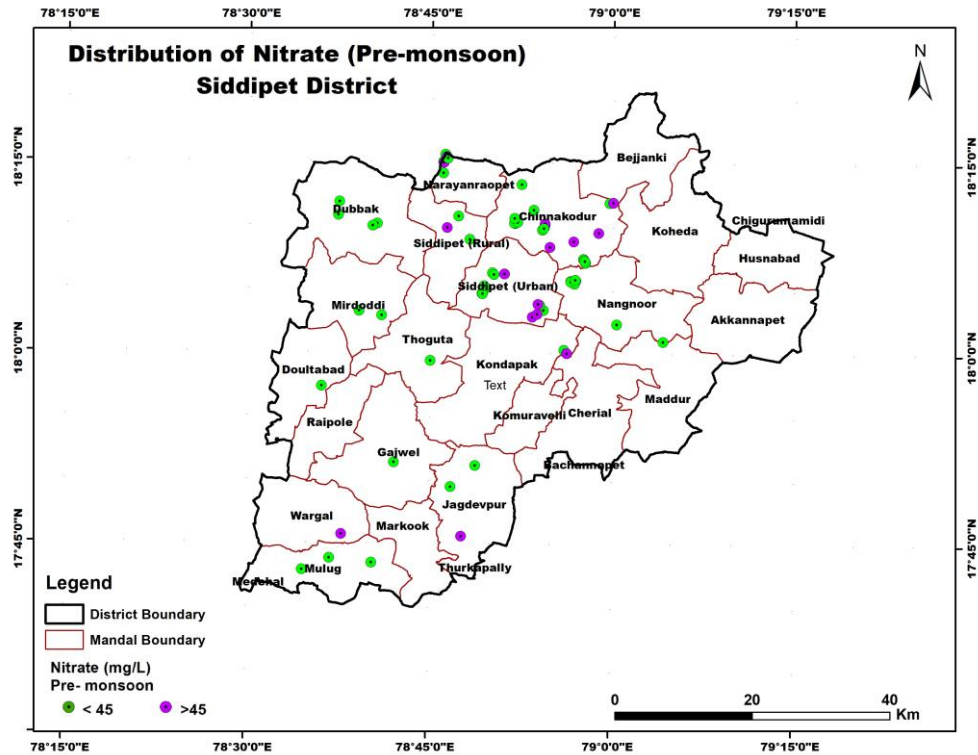 78°15'0"E 78°30'0"E 78°45'0"E 79°0'0"E 79°15'0"E
Distribution of Nitrate (Pre-monsoon)
Siddipet District
N
18°15'0"N
18°15'0"N
Bejjanki
Narayanraopet
Dubbak
Chinnakodur
Chigurumamidi
Koheda
Siddipet (Rural)
Husnabad
Siddipet (Urban)
Nangnoor
Mirdoddi
Akkannapet
Thoguta
18°0'0"N
18°0'0"N
Kondapak
Doultabad
Text
Maddur
Komuravelli
Cherial
Raipole
Gajwel
Bachannapet
Jagdevpur
Wargal
Markook
17°45'0"N
17°45'0"N
Thurkapally
Mulug
Medchal
Legend
District Boundary
Mandal Boundary
Nitrate (mg/L)
Pre- monsoon
< 45 >45
0 20 40
Km
78°15'0"E 78°30'0"E 78°45'0"E 79°0'0"E 79°15'0"E